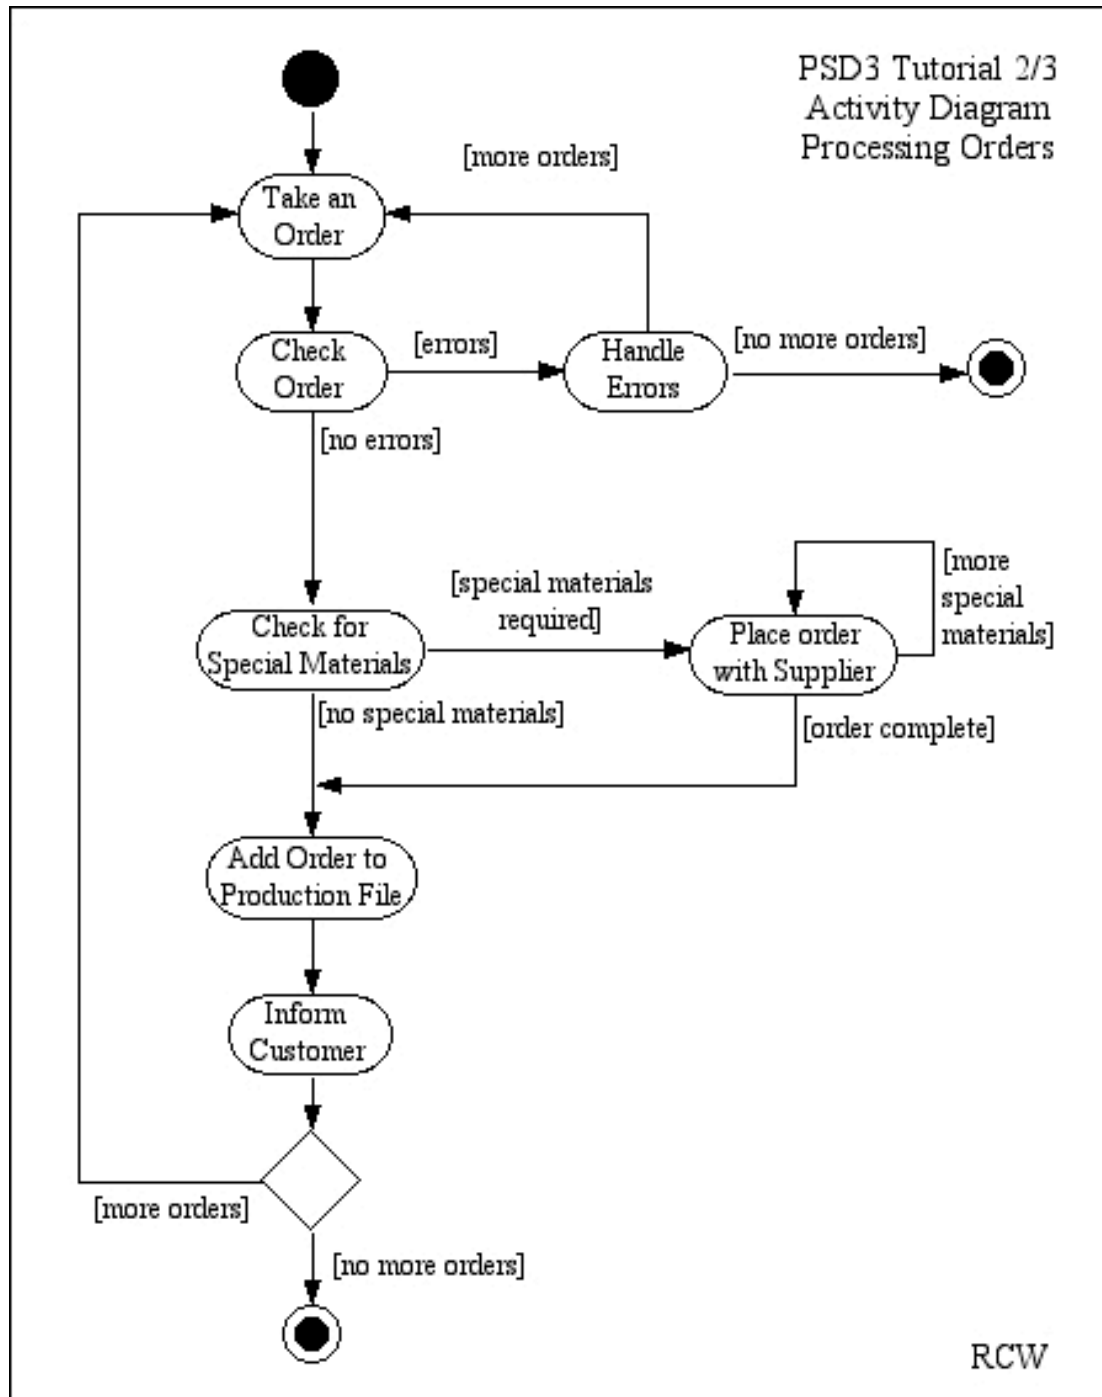 PSD3 Tutorial 2/3
Activity Diagram
Processing Orders
[more orders]
Take an
Order
Check
Order
[errors]
Handle
Errors
[no more orders]
[no errors]
[special materials
required]
[more
special
materials]
Check for
Special Materials
Place order
with Supplier
[no special materials]
[order complete]
Add Order to
Production File
Inform
Customer
[more orders]
[no more orders]
RCW